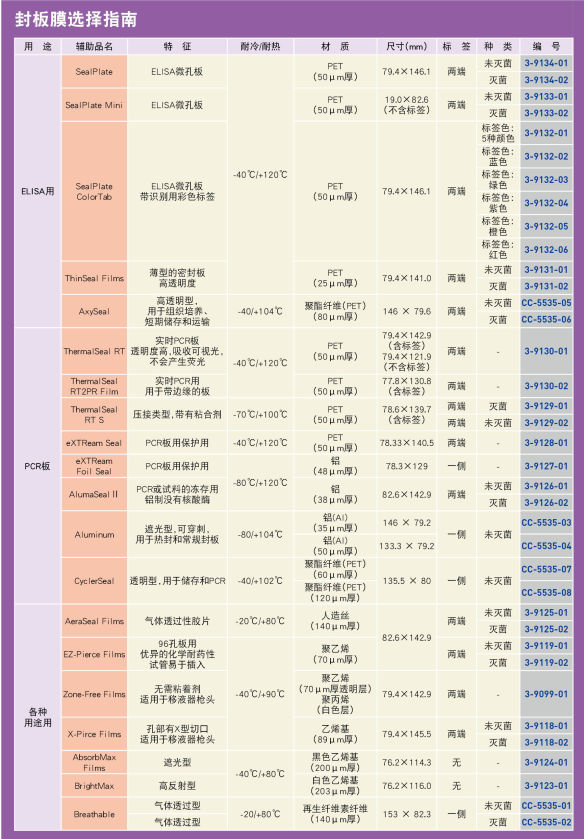 封板膜选择指南
用 途 辅助品名 特 征 耐冷/耐热 材 质 尺寸(mm) 标 签 种 类 编 号
ELISA用
SealPlate ELISA微孔板 -40℃/+120℃ PET (50μm厚) 79.4×146.1 两端 未灭菌 3-9134-01
灭菌 3-9134-02
SealPlate Mini ELISA微孔板 PET (50μm厚) 19.0×82.6 (不含标签) 两端 未灭菌 3-9133-01
灭菌 3-9133-02
SealPlate ColorTab ELISA微孔板 带识别用彩色标签 PET (50μm厚) 79.4×146.1 两端 标签色: 5种颜色 3-9132-01
标签色: 蓝色 3-9132-02
标签色: 绿色 3-9132-03
标签色: 紫色 3-9132-04
标签色: 橙色 3-9132-05
标签色: 红色 3-9132-06
ThinSeal Films 薄型的密封板 高透明度 PET (25μm厚) 79.4×141.0 两端 未灭菌 3-9131-01
灭菌 3-9131-02
AxySeal 高透明型, 用于组织培养、 短期储存和运输 -40/+104℃ 聚酯纤维(PET) (80μm厚) 146 × 79.6 两端 未灭菌 CC-5535-05
灭菌 CC-5535-06
PCR板
ThermalSeal RT 实时PCR板 透明度高,吸收可视光, 不会产生荧光 -40℃/+120℃ PET (50μm厚) 79.4×142.9 (含标签) 79.4×121.9 (不含标签) 两端 - 3-9130-01
ThermalSeal RT2PR Film 实时PCR用 用于带边缘的板 PET (50μm厚) 77.8×130.8 (含标签) 两端 - 3-9130-02
ThermalSeal RT S 压接类型,带有粘合剂 -70℃/+100℃ PET (50μm厚) 78.6×139.7 (含标签) 两端 灭菌 3-9129-01
两端 未灭菌 3-9129-02
eXTReam Seal PCR板用保护用 -40℃/+120℃ PET (50μm厚) 78.33×140.5 两端 - 3-9128-01
eXTReam Foil Seal PCR板用保护用 -80℃/+120℃ 铝 (48μm厚) 78.3×129 一侧 - 3-9127-01
AlumaSeal II PCR或试料的冻存用 铝制没有核酸酶 铝 (38μm厚) 82.6×142.9 两端 未灭菌 3-9126-01
灭菌 3-9126-02
Aluminum 遮光型,可穿刺, 用于热封和常规封板 -80/+104℃ 铝(Al) (35μm厚) 146 × 79.2 一侧 未灭菌 CC-5535-03
铝(Al) (50μm厚) 133.3 × 79.2 CC-5535-04
CyclerSeal 透明型,用于储存和PCR -40/+102℃ 聚酯纤维(PET) (60μm厚) 135.5 × 80 一侧 未灭菌 CC-5535-07
聚酯纤维(PET) (120μm厚) CC-5535-08
各种 用途用
AeraSeal Films 气体透过性胶片 -20℃/+80℃ 人造丝 (140μm厚) 82.6×142.9 两端 未灭菌 3-9125-01
灭菌 3-9125-02
EZ-Pierce Films 96孔板用 优异的化学耐药性 试管易于插入 -40℃/+90℃ 聚乙烯 (70μm厚) 两端 未灭菌 3-9119-01
灭菌 3-9119-02
Zone-Free Films 无需粘着剂 适用于移液器枪头 聚乙烯 (70μm厚透明层) 聚丙烯 (白色层) 79.4×142.9 两端 - 3-9099-01
X-Pirce Films 孔部有X型切口 适用于移液器枪头 乙烯基 (89μm厚) 79.4×145.5 两端 未灭菌 3-9118-01
灭菌 3-9118-02
AbsorbMax Films 遮光型 -40℃/+80℃ 黑色乙烯基 (200μm厚) 76.2×114.3 无 - 3-9124-01
BrightMax 高反射型 白色乙烯基 (203μm厚) 76.2×116.0 无 - 3-9123-01
Breathable 气体透过型 -20/+80℃ 再生纤维素纤维 (140μm厚) 153 × 82.3 一侧 未灭菌 CC-5535-01
气体透过型 灭菌 CC-5535-02